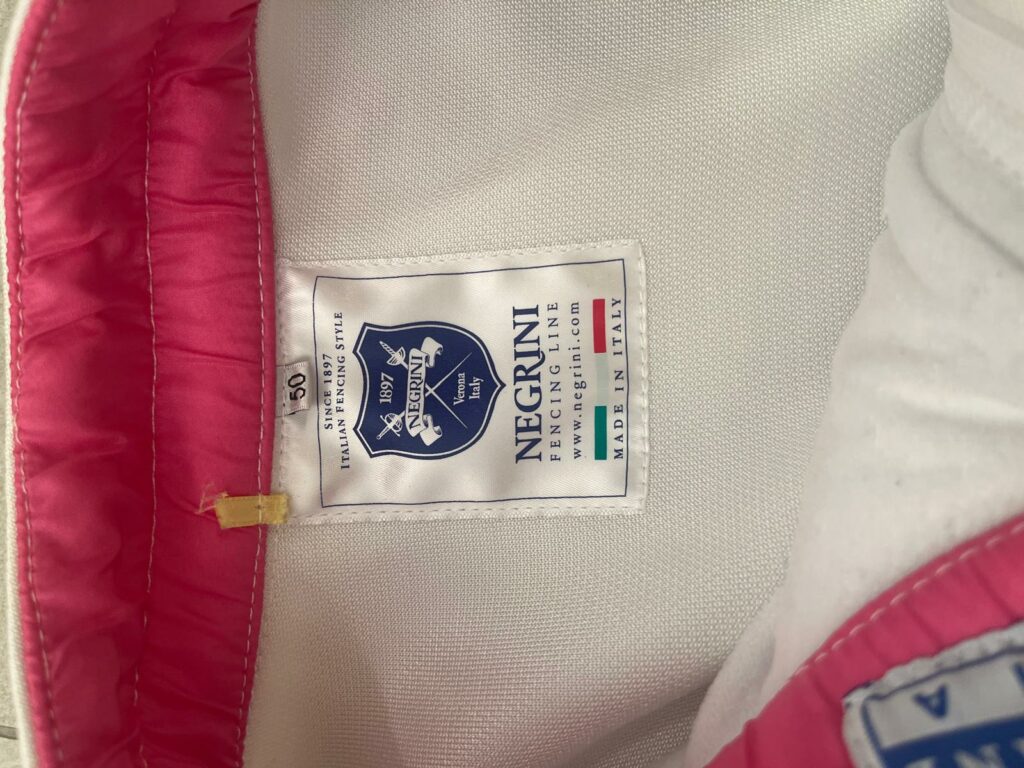 50
SINCE 1897
ITALIAN FENCING STYLE
1897
NEGRINI
Verona
Italy
NEGRINI
FENCING LINE
www.negrini.com
MADE IN ITALY